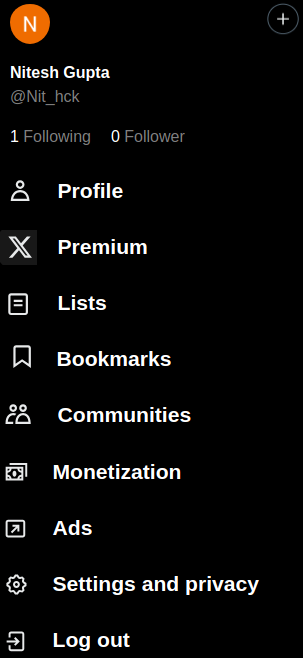 N
Nitesh Gupta
@Nit_hck
1 Following 0 Follower
Profile
Premium
Lists
Bookmarks
Communities
Monetization
Ads
Settings and privacy
Log out